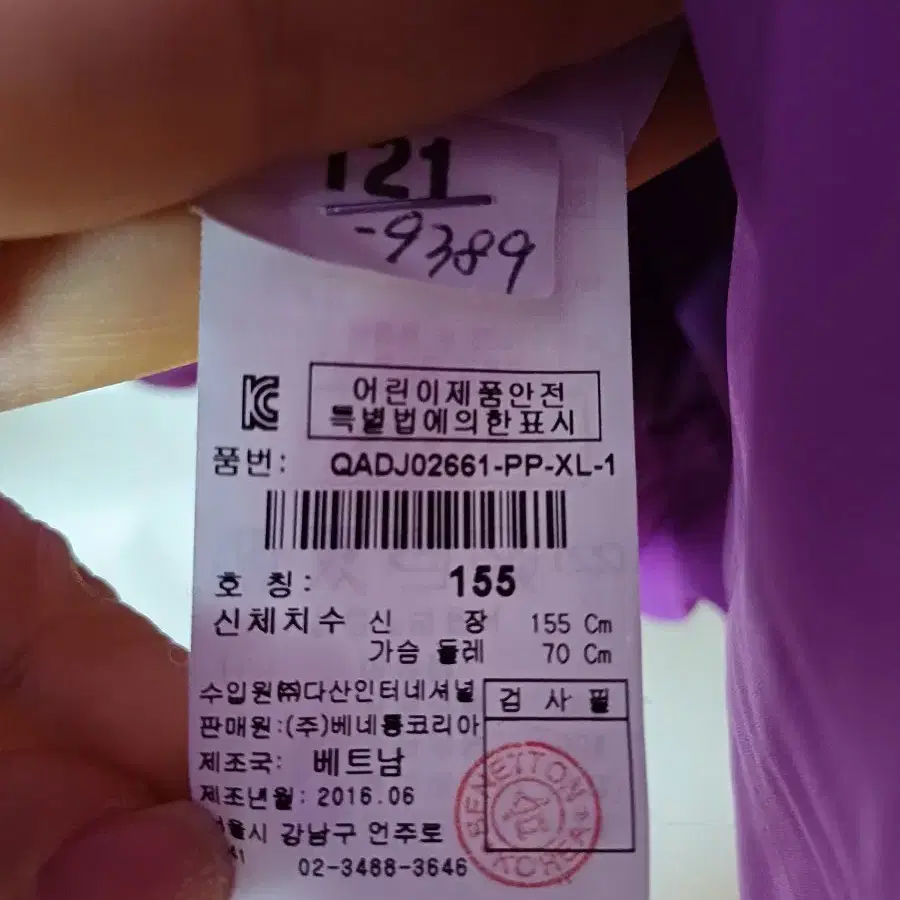 121
-9389
KC
어린이제품안전
특별법에의한표시
품번: QADJ02661-PP-XL-1
호 칭: 155
신체치수 신 장 155 Cm
가슴 둘레 70 Cm
수입원㈜다산인터네셔널
판매원:(주)베네통코리아
제조국: 베트남
제조년월: 2016.06
강남구 언주로
02-3488-3646
검 사 필
BENETTON KOREA